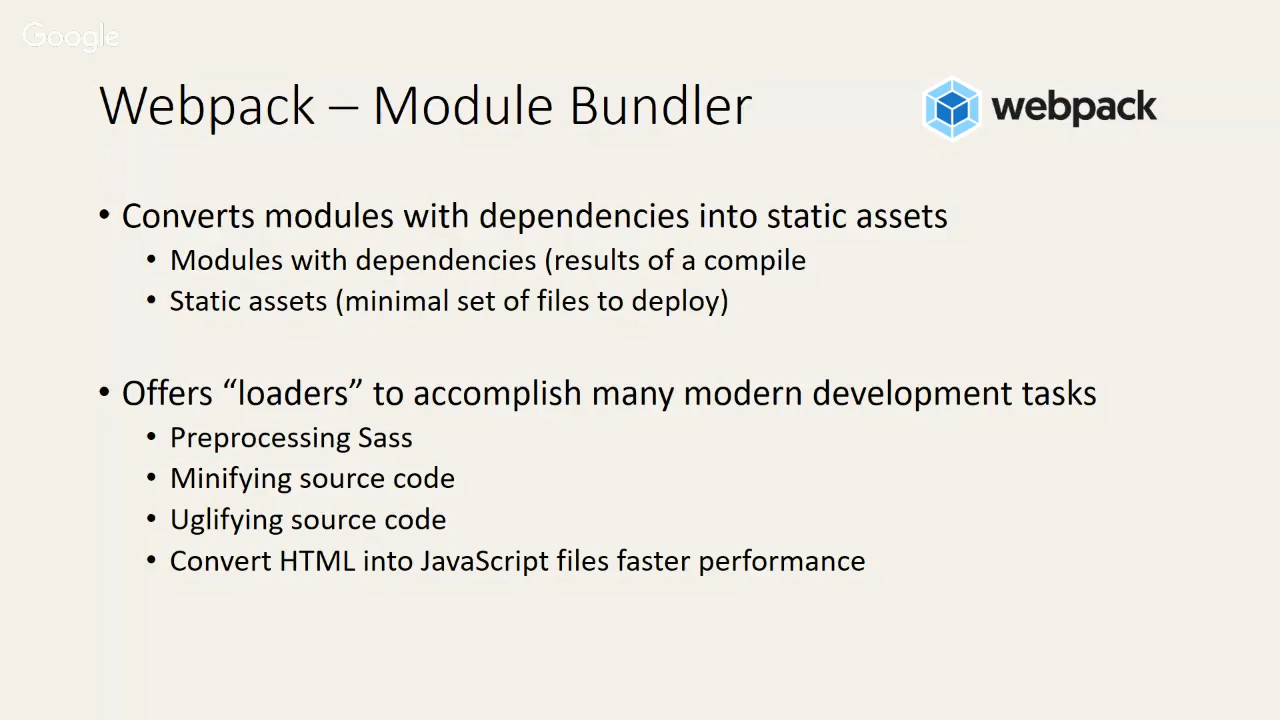 Google
Webpack – Module Bundler
webpack
• Converts modules with dependencies into static assets
• Modules with dependencies (results of a compile
• Static assets (minimal set of files to deploy)
• Offers “loaders” to accomplish many modern development tasks
• Preprocessing Sass
• Minifying source code
• Uglifying source code
• Convert HTML into JavaScript files faster performance